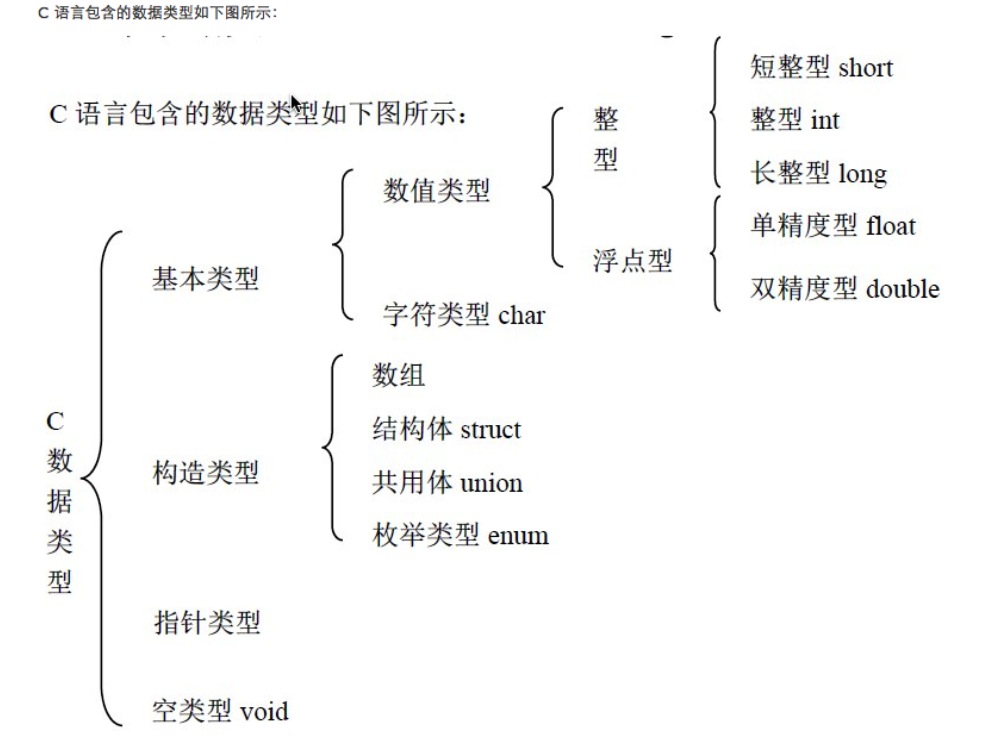 C 语言包含的数据类型如下图所示：
C 语言包含的数据类型如下图所示：
C数据类型
基本类型
数值类型
整型
短整型 short
整型 int
长整型 long
浮点型
单精度型 float
双精度型 double
字符类型 char
构造类型
数组
结构体 struct
共用体 union
枚举类型 enum
指针类型
空类型 void